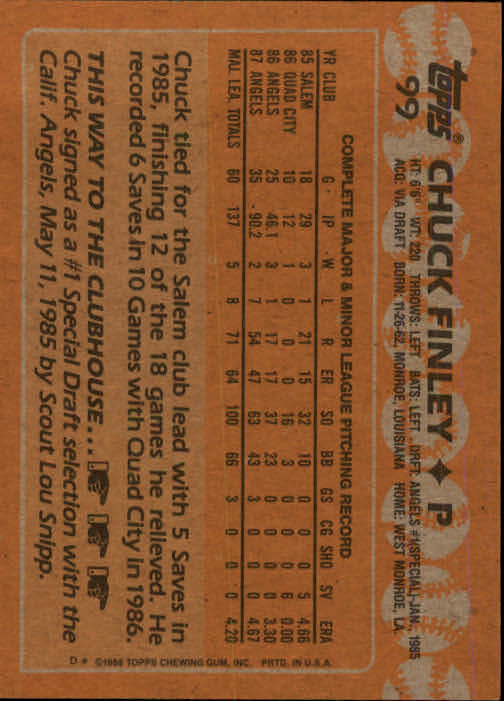 topps®
CHUCK FINLEY ✦ P
99
HT: 6'6" WT: 220 THROWS: LEFT BATS: LEFT DRFT: ANGELS #1(SPECIAL)-JAN., 1985
ACQ: VIA DRAFT BORN: 11-26-62, MONROE, LOUISIANA HOME: WEST MONROE, LA.
COMPLETE MAJOR & MINOR LEAGUE PITCHING RECORD
YR CLUB G IP W L R ER SO BB GS CG SHO SV ERA
85 SALEM 18 29 3 1 21 15 32 10 0 0 0 5 4.66
86 QUAD CITY 10 12 1 0 0 0 16 3 0 0 0 6 0.00
86 ANGELS 25 46.1 3 1 17 17 37 23 0 0 0 0 3.30
87 ANGELS 35 90.2 2 7 54 47 63 43 3 0 0 0 4.67
MAJ. LEA. TOTALS 60 137 5 8 71 64 100 66 3 0 0 0 4.20
Chuck tied for the Salem club lead with 5 Saves in
1985, finishing 12 of the 18 games he relieved. He
recorded 6 Saves in 10 Games with Quad City in 1986.
THIS WAY TO THE CLUBHOUSE...
Chuck signed as a #1 Special Draft selection with the
Calif. Angels, May 11, 1985 by Scout Lou Snipp.
D* ©1988 TOPPS CHEWING GUM, INC. PRTD. IN U.S.A.